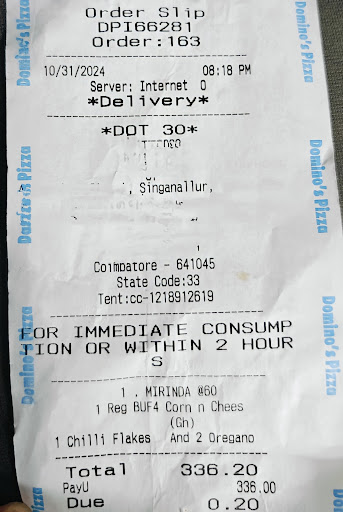 Order Slip
DPI66281
Order:163
10/31/2024 08:18 PM
Server: Internet O
*Delivery*
*DOT 30*
, Singanallur,
Coimbatore - 641045
State Code:33
Tent:cc-1218912619
FOR IMMEDIATE CONSUMP
TION OR WITHIN 2 HOUR
S
1 . MIRINDA @60
1 Reg BUF4 Corn n Chees
(Gh)
1 Chilli Flakes And 2 Oregano
Total 336.20
PayU 336.00
Due 0.20
Domino's Pizza
Domino's Pizza
Domino's Pizza
Domino's Pizza
Domino's Pizza
Pizza